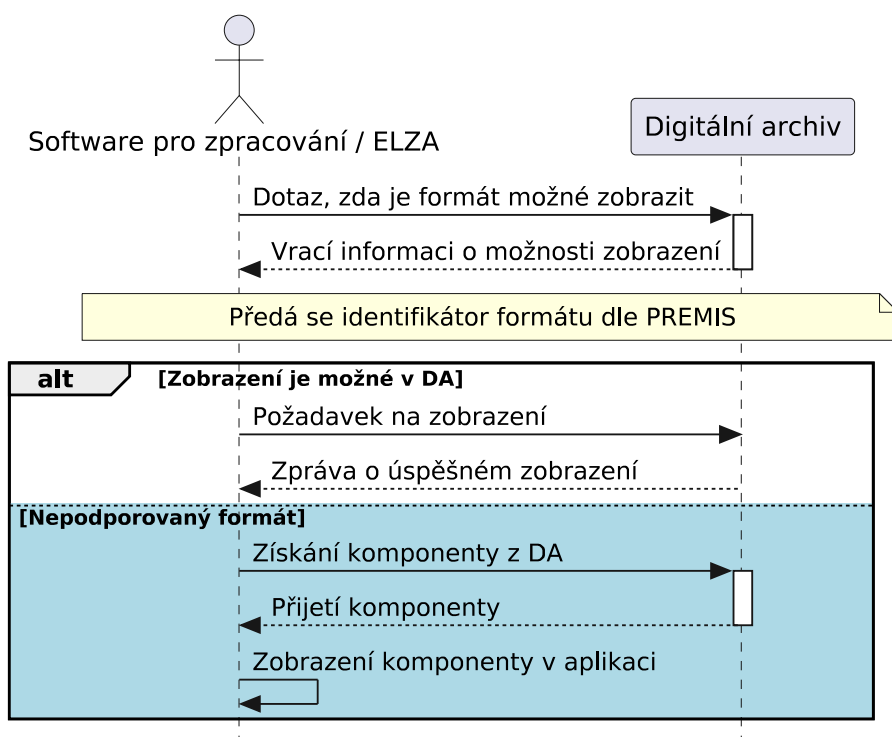 Software pro zpracování / ELZA
Digitální archiv
Dotaz, zda je formát možné zobrazit
Vrací informaci o možnosti zobrazení
Předá se identifikátor formátu dle PREMIS
alt
[Zobrazení je možné v DA]
Požadavek na zobrazení
Zpráva o úspěšném zobrazení
[Nepodporovaný formát]
Získání komponenty z DA
Přijetí komponenty
Zobrazení komponenty v aplikaci